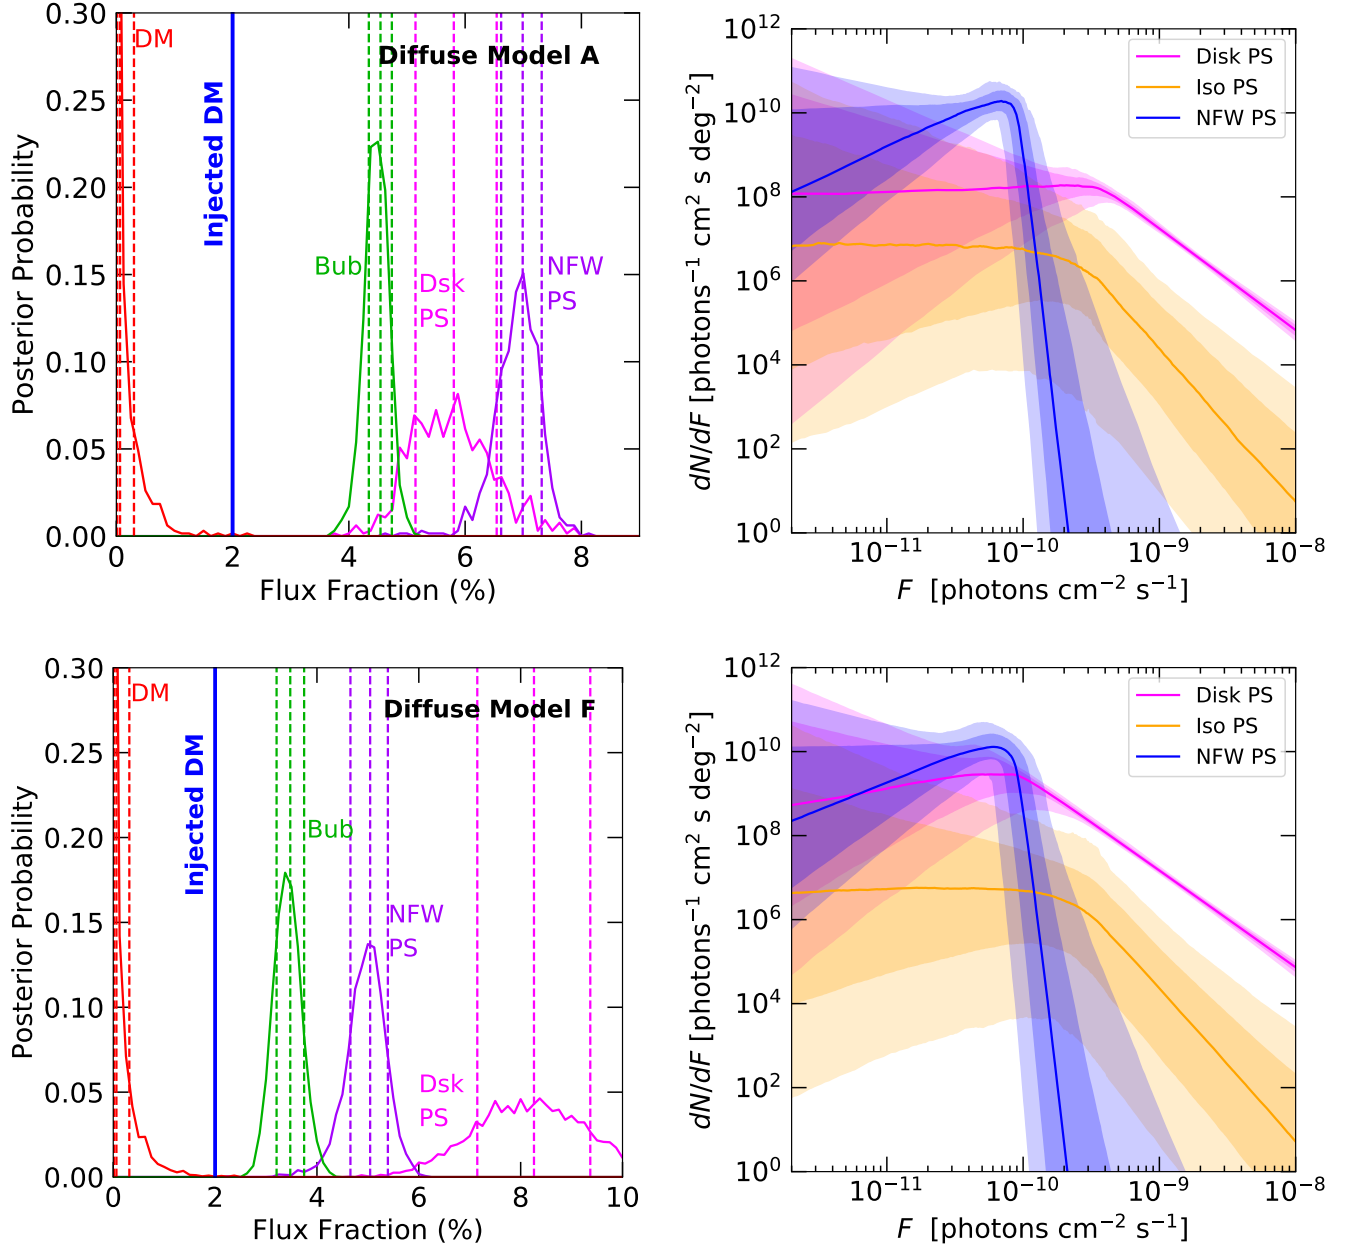 0.30
0.25
0.20
0.15
0.10
0.05
0.00
Posterior Probability
DM
Injected DM
Diffuse Model A
Bub
Dsk
PS
NFW
PS
0 2 4 6 8
Flux Fraction (%)
10¹²
10¹⁰
10⁸
10⁶
10⁴
10²
10⁰
dN/dF [photons⁻¹ cm² s deg⁻²]
Disk PS
Iso PS
NFW PS
10⁻¹¹ 10⁻¹⁰ 10⁻⁹ 10⁻⁸
F [photons cm⁻² s⁻¹]
0.30
0.25
0.20
0.15
0.10
0.05
0.00
Posterior Probability
DM
Injected DM
Diffuse Model F
Bub
NFW
PS
Dsk
PS
0 2 4 6 8 10
Flux Fraction (%)
10¹²
10¹⁰
10⁸
10⁶
10⁴
10²
10⁰
dN/dF [photons⁻¹ cm² s deg⁻²]
Disk PS
Iso PS
NFW PS
10⁻¹¹ 10⁻¹⁰ 10⁻⁹ 10⁻⁸
F [photons cm⁻² s⁻¹]